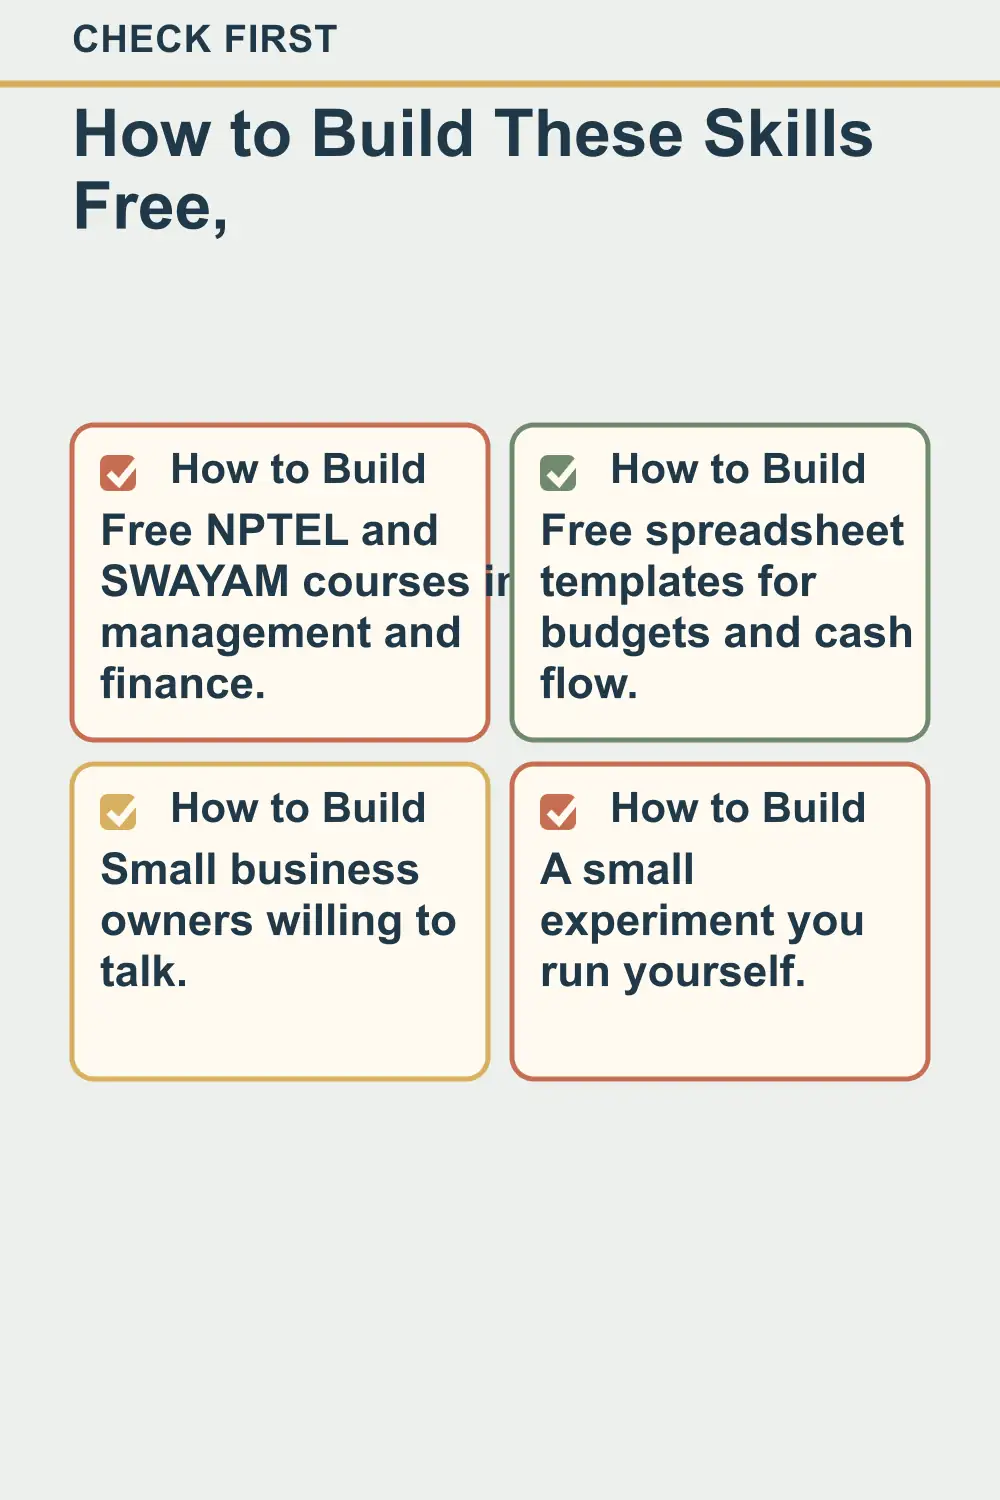 CHECK FIRST
How to Build These Skills
Free,
How to Build
Free NPTEL and
SWAYAM courses in
management and
finance.
How to Build
Free spreadsheet
templates for
budgets and cash
flow.
How to Build
Small business
owners willing to
talk.
How to Build
A small
experiment you
run yourself.